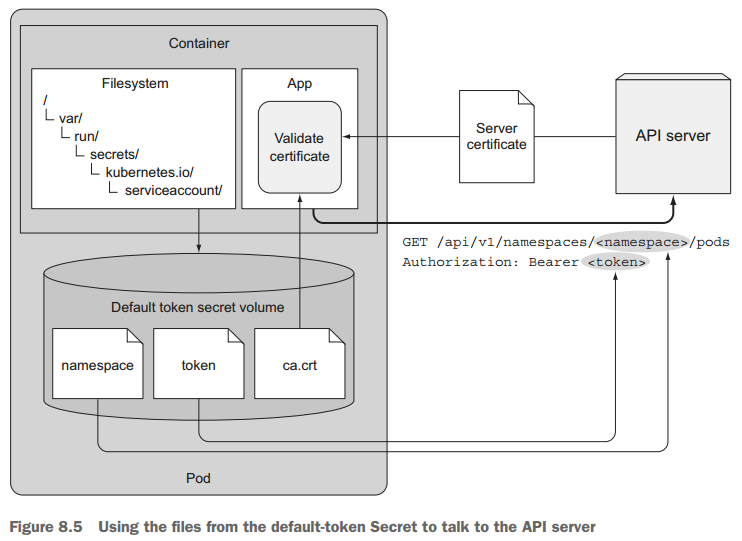 Container
Filesystem
/
var/
run/
secrets/
kubernetes.io/
serviceaccount/
App
Validate
certificate
Server
certificate
API server
GET /api/v1/namespaces/<namespace>/pods
Authorization: Bearer <token>
Default token secret volume
namespace
token
ca.crt
Pod
Figure 8.5 Using the files from the default-token Secret to talk to the API server